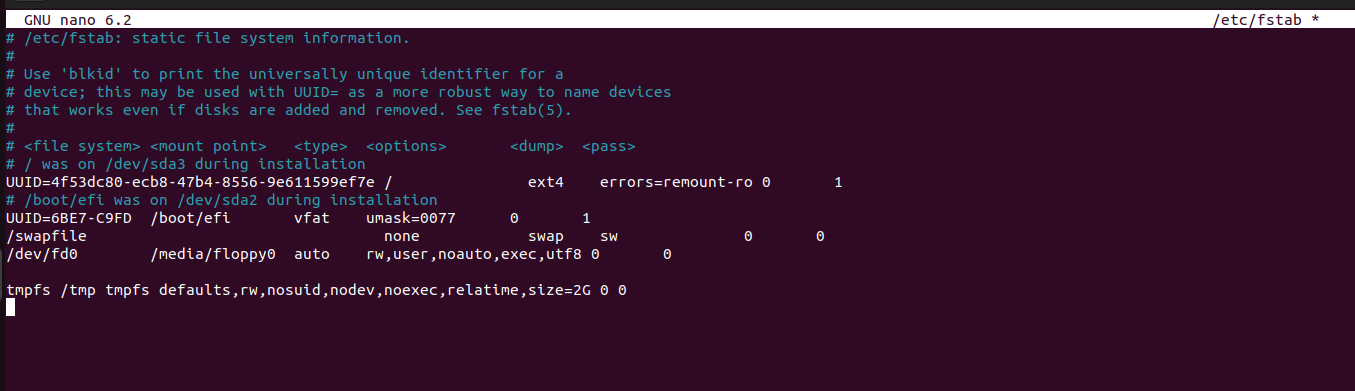 GNU nano 6.2 /etc/fstab *
# /etc/fstab: static file system information.
#
# Use 'blkid' to print the universally unique identifier for a
# device; this may be used with UUID= as a more robust way to name devices
# that works even if disks are added and removed. See fstab(5).
#
# <file system> <mount point>   <type>  <options>       <dump>  <pass>
# / was on /dev/sda3 during installation
UUID=4f53dc80-ecb8-47b4-8556-9e611599ef7e /               ext4    errors=remount-ro 0       1
# /boot/efi was on /dev/sda2 during installation
UUID=6BE7-C9FD  /boot/efi       vfat    umask=0077      0       1
/swapfile                                 none            swap    sw              0       0
/dev/fd0        /media/floppy0  auto    rw,user,noauto,exec,utf8 0       0
tmpfs /tmp tmpfs defaults,rw,nosuid,nodev,noexec,relatime,size=2G 0 0